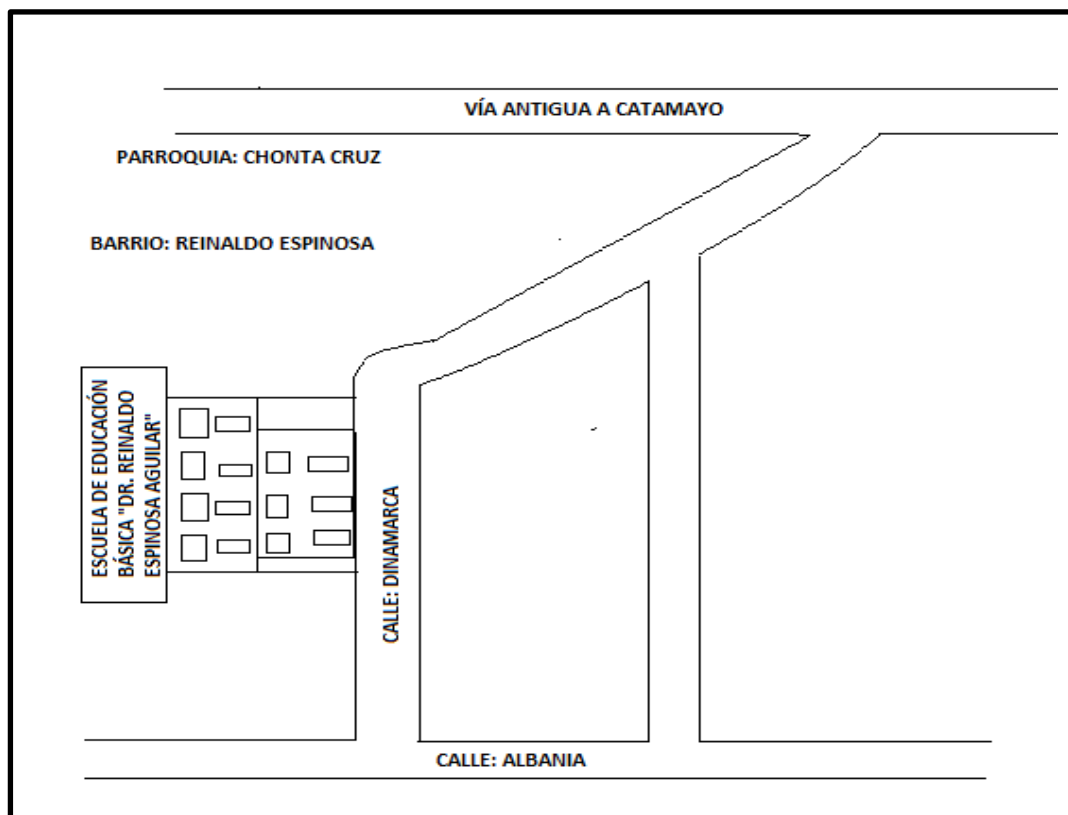 VÍA ANTIGUA A CATAMAYO
PARROQUIA: CHONTA CRUZ
BARRIO: REINALDO ESPINOSA
ESCUELA DE EDUCACIÓN
BÁSICA "DR. REINALDO
ESPINOSA AGUILAR"
CALLE: DINAMARCA
CALLE: ALBANIA